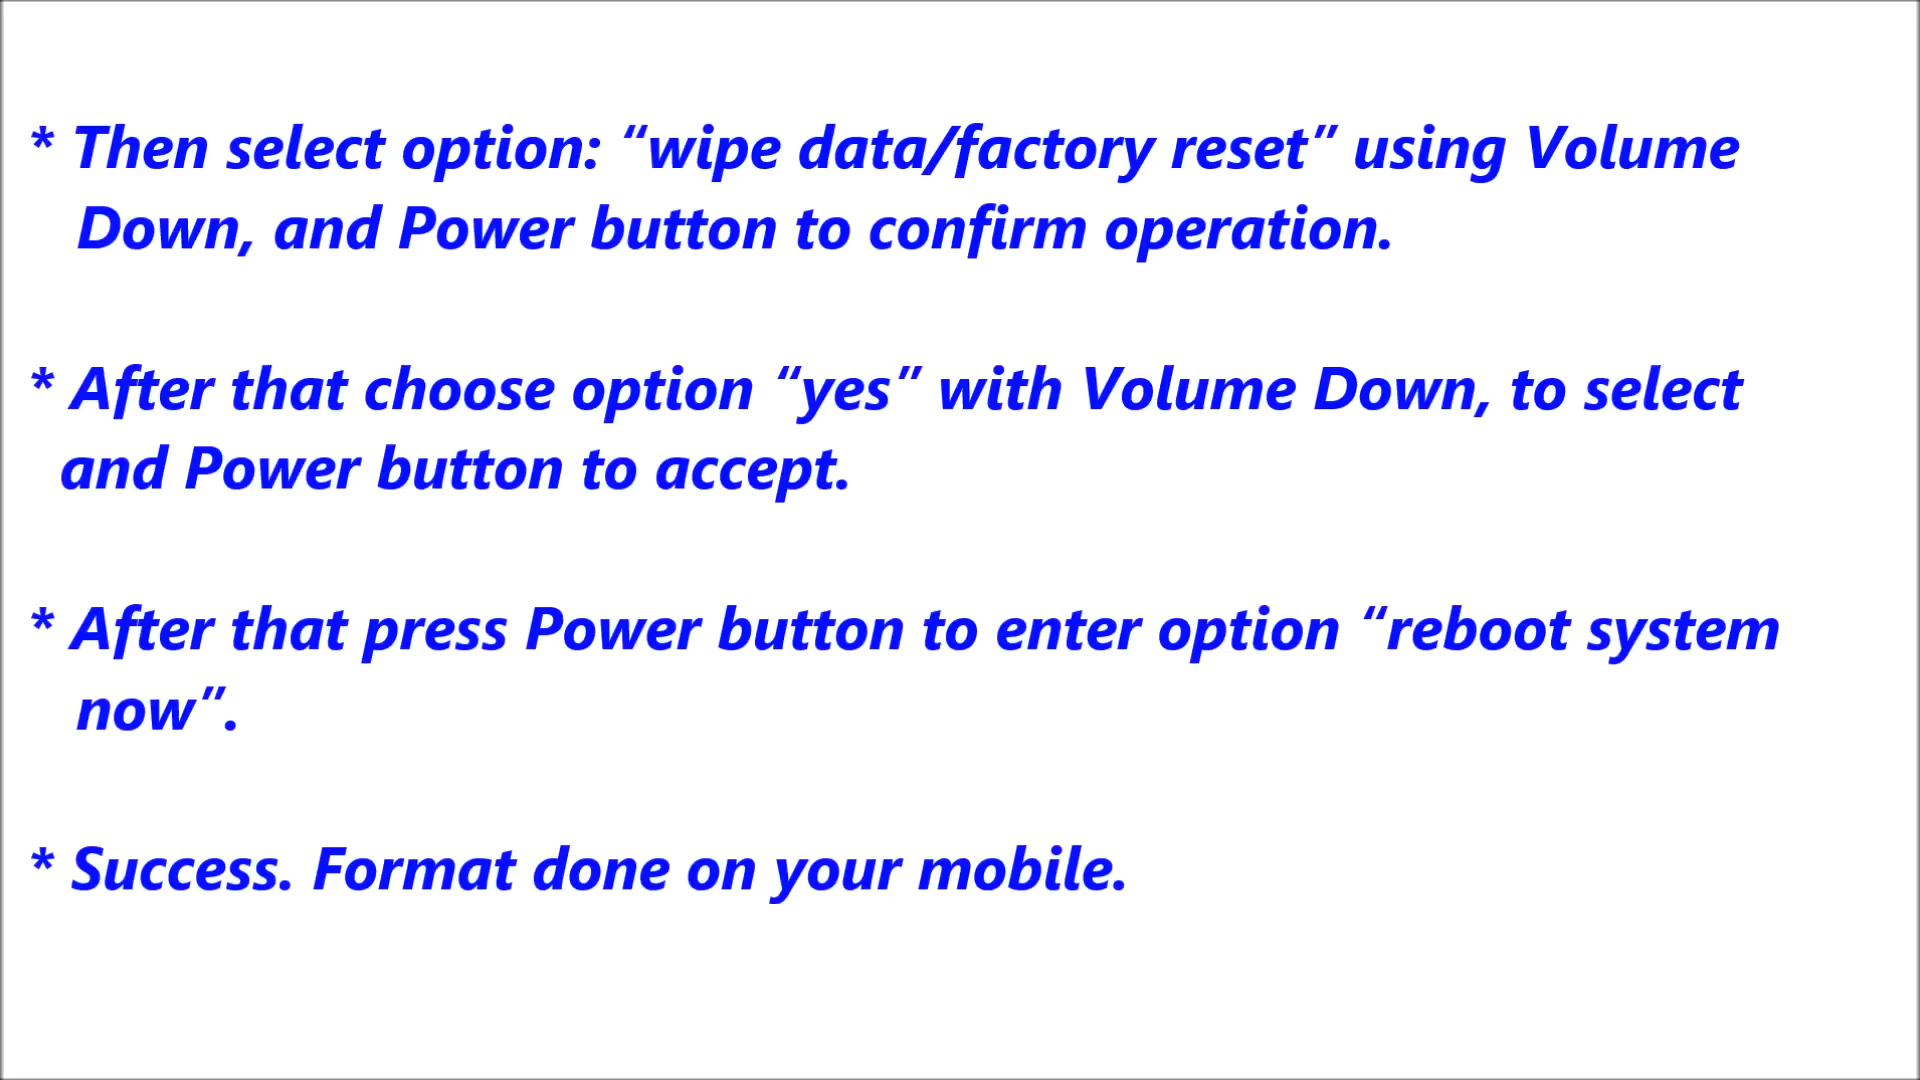 * Then select option: “wipe data/factory reset” using Volume
Down, and Power button to confirm operation.
* After that choose option “yes” with Volume Down, to select
and Power button to accept.
* After that press Power button to enter option “reboot system
now”.
* Success. Format done on your mobile.